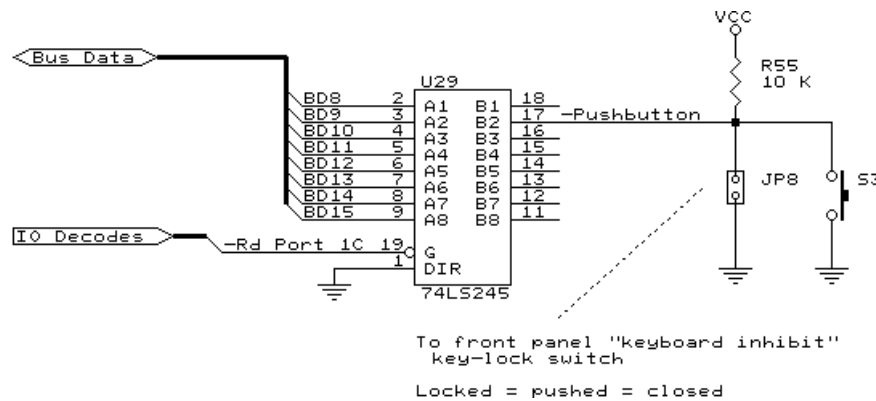 VCC
Bus Data
R55
10 K
U29
BD8 2 A1 B1 18
BD9 3 A2 B2 17 -Pushbutton
BD10 4 A3 B3 16
BD11 5 A4 B4 15
BD12 6 A5 B5 14
BD13 7 A6 B6 13
BD14 8 A7 B7 12
BD15 9 A8 B8 11
JP8
S3
IO Decodes
-Rd Port 1C 19 G
1 DIR
74LS245
To front panel "keyboard inhibit"
key-lock switch
Locked = pushed = closed